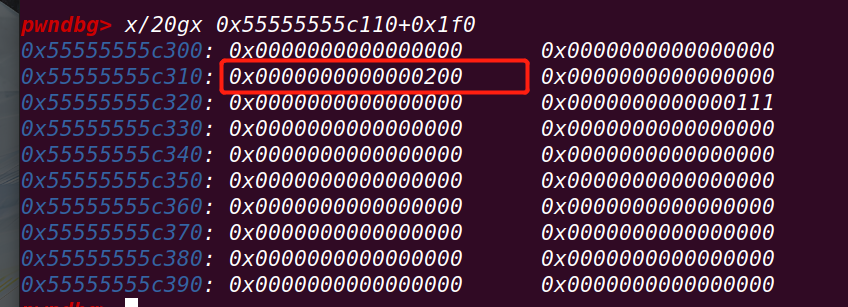 pwndbg> x/20gx 0x55555555c110+0x1f0
0x55555555c300: 0x0000000000000000 0x0000000000000000
0x55555555c310: 0x0000000000000200 0x0000000000000000
0x55555555c320: 0x0000000000000000 0x0000000000000111
0x55555555c330: 0x0000000000000000 0x0000000000000000
0x55555555c340: 0x0000000000000000 0x0000000000000000
0x55555555c350: 0x0000000000000000 0x0000000000000000
0x55555555c360: 0x0000000000000000 0x0000000000000000
0x55555555c370: 0x0000000000000000 0x0000000000000000
0x55555555c380: 0x0000000000000000 0x0000000000000000
0x55555555c390: 0x0000000000000000 0x0000000000000000
pwndbg>